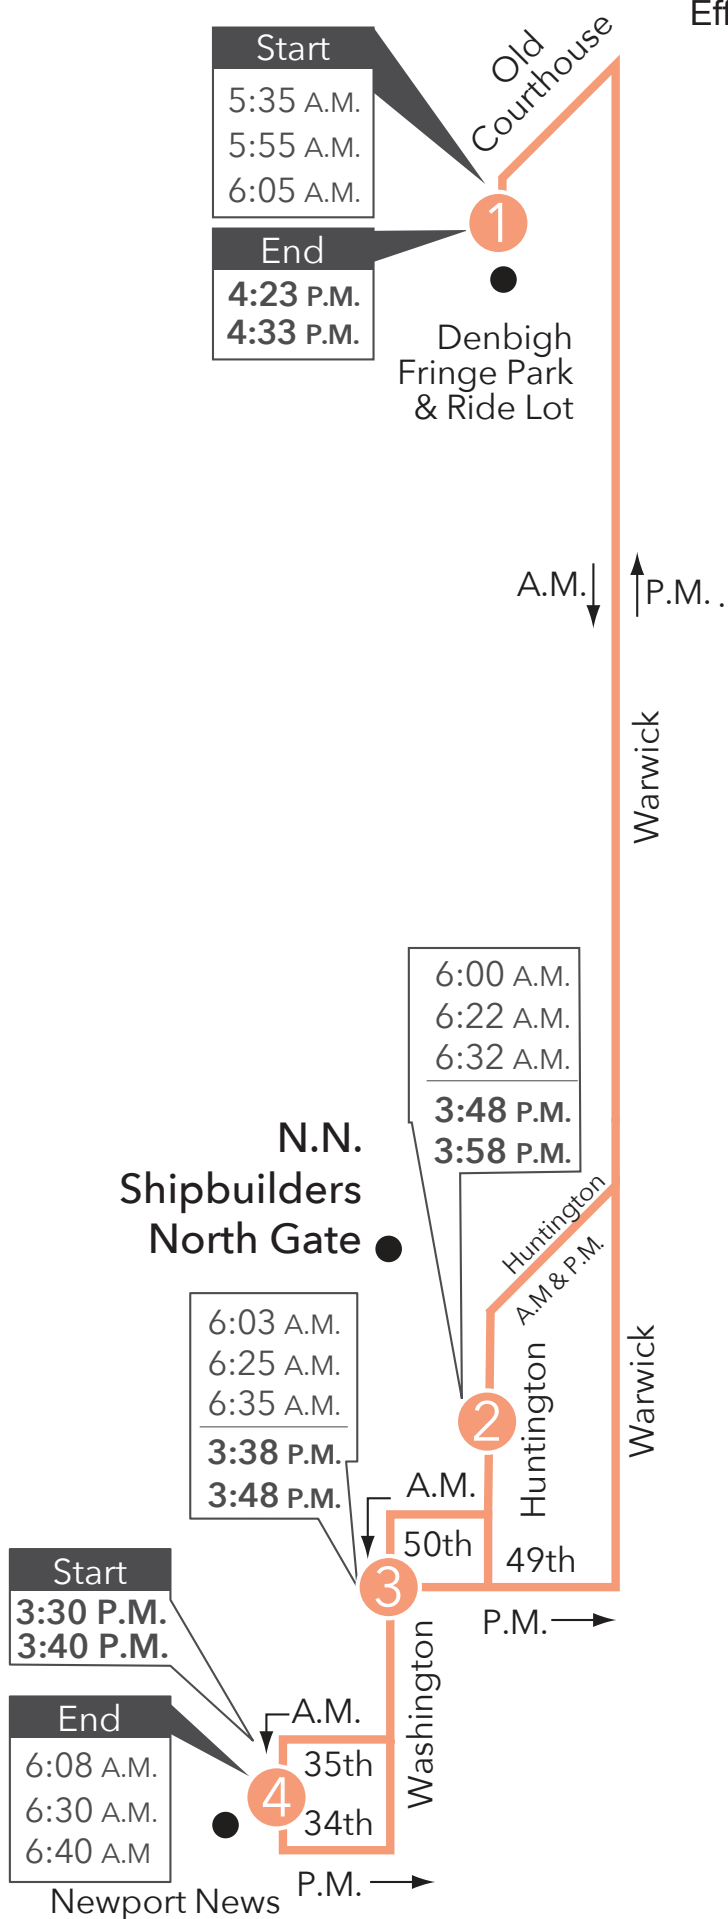 Eff
Start
5:35 A.M.
5:55 A.M.
6:05 A.M.
Old
Courthouse
1
End
4:23 P.M.
4:33 P.M.
Denbigh
Fringe Park
& Ride Lot
A.M.
P.M. .
Warwick
6:00 A.M.
6:22 A.M.
6:32 A.M.
3:48 P.M.
3:58 P.M.
N.N.
Shipbuilders
North Gate
Huntington
A.M & P.M.
6:03 A.M.
6:25 A.M.
6:35 A.M.
3:38 P.M.
3:48 P.M.
2
Huntington
Warwick
A.M.
50th
49th
3
P.M.
Start
3:30 P.M.
3:40 P.M.
Washington
End
6:08 A.M.
6:30 A.M.
6:40 A.M
A.M.
35th
4
34th
P.M.
Newport News